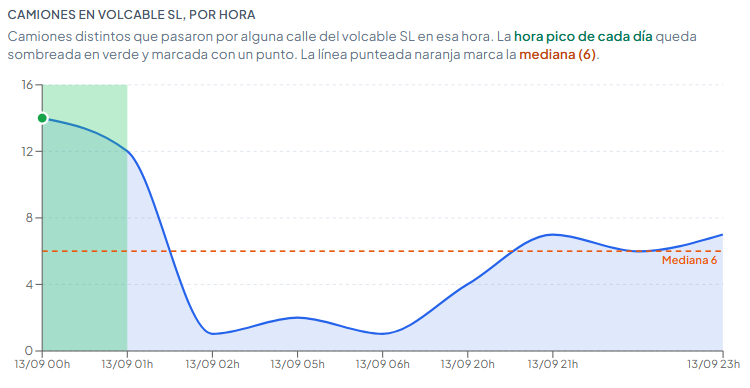 CAMIONES EN VOLCABLE SL, POR HORA
Camiones distintos que pasaron por alguna calle del volcable SL en esa hora. La hora pico de cada día queda
sombreada en verde y marcada con un punto. La línea punteada naranja marca la mediana (6).
16
12
8
4
0
Mediana 6
13/09 00h 13/09 01h 13/09 02h 13/09 05h 13/09 06h 13/09 20h 13/09 21h 13/09 23h